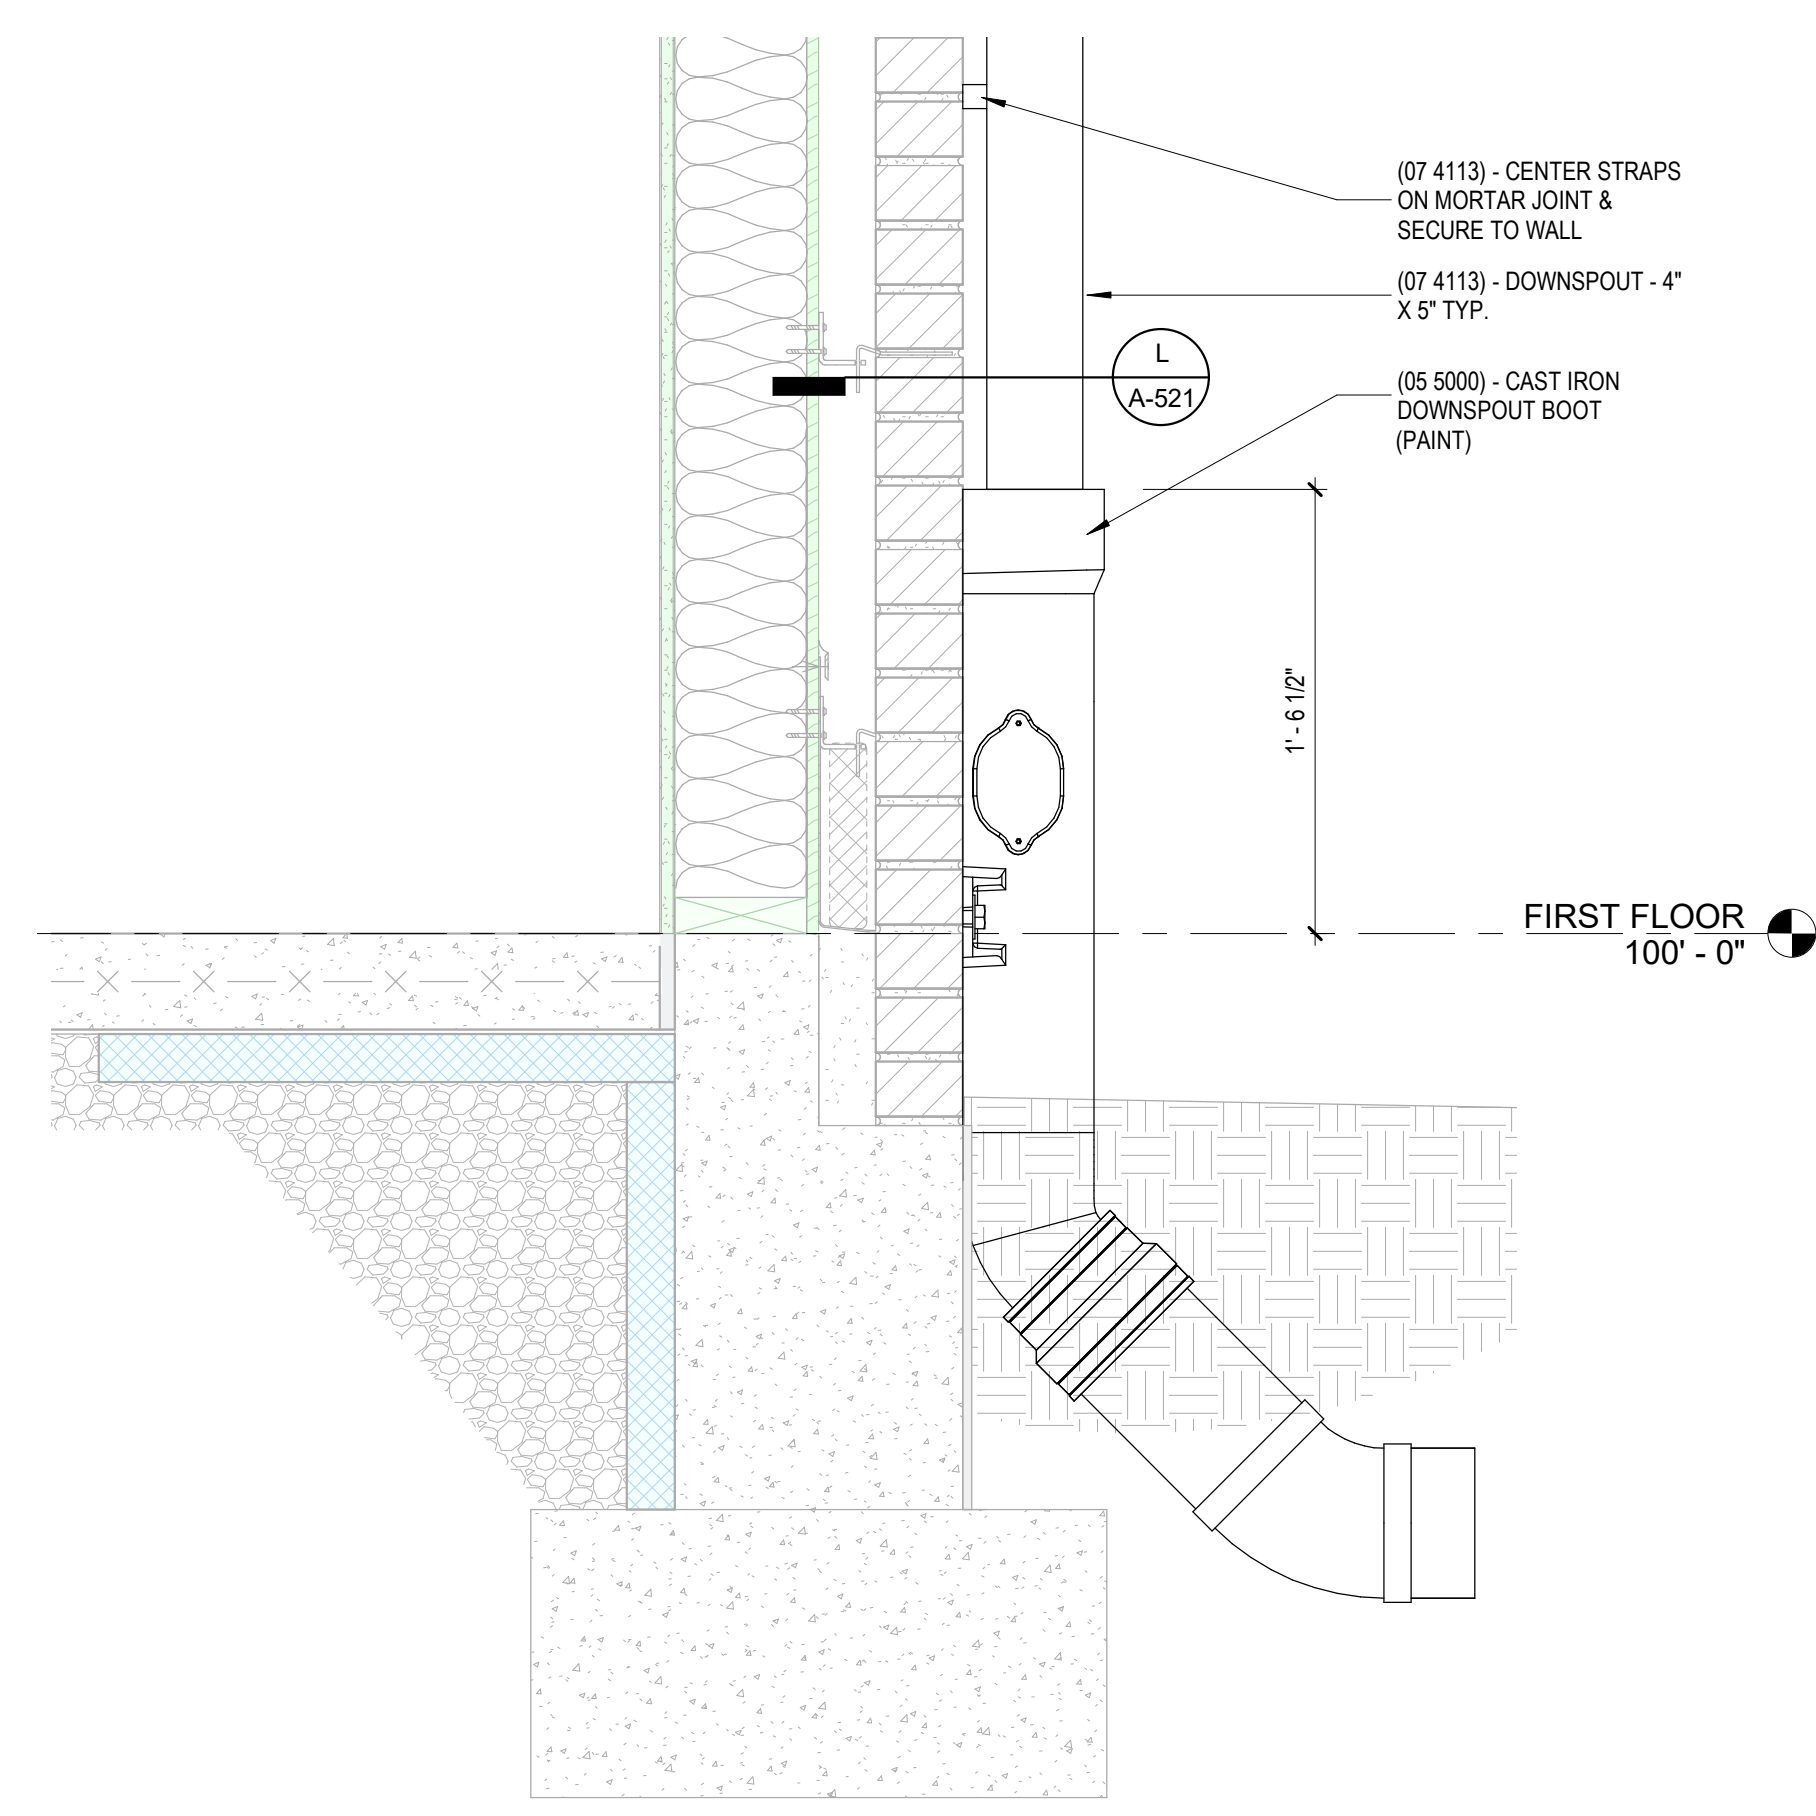 (07 4113) - CENTER STRAPS
ON MORTAR JOINT &
SECURE TO WALL
(07 4113) - DOWNSPOUT - 4"
X 5" TYP.
L
A-521
(05 5000) - CAST IRON
DOWNSPOUT BOOT
(PAINT)
1' - 6 1/2"
FIRST FLOOR
100' - 0"